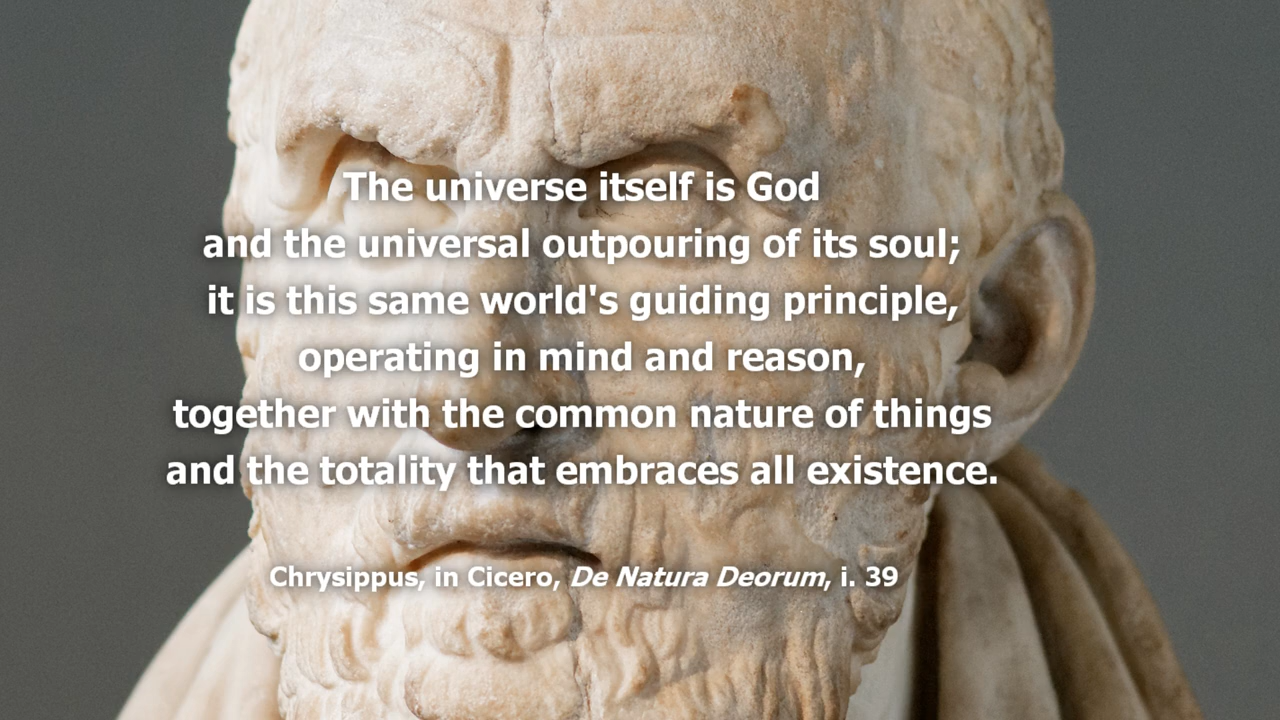 The universe itself is God
and the universal outpouring of its soul;
it is this same world's guiding principle,
operating in mind and reason,
together with the common nature of things
and the totality that embraces all existence.
Chrysippus, in Cicero, De Natura Deorum, i. 39